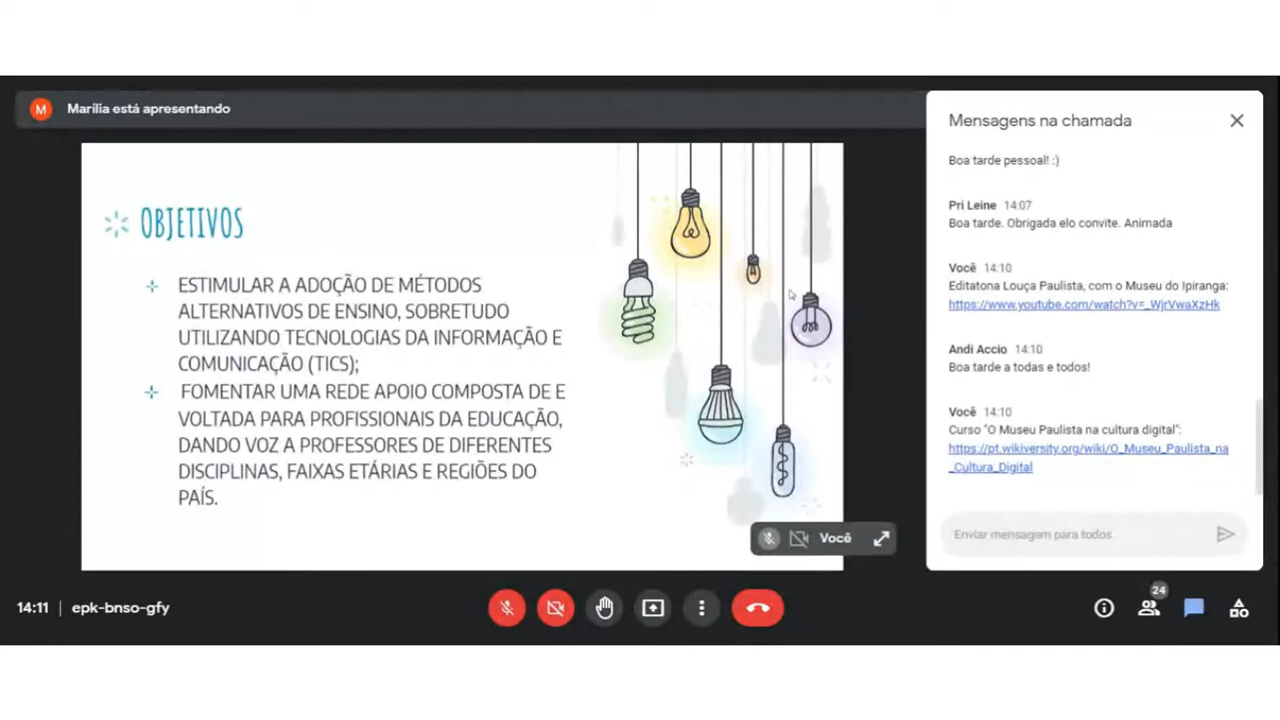 M Marília está apresentando
OBJETIVOS
ESTIMULAR A ADOÇÃO DE MÉTODOS
ALTERNATIVOS DE ENSINO, SOBRETUDO
UTILIZANDO TECNOLOGIAS DA INFORMAÇÃO E
COMUNICAÇÃO (TICS);
FOMENTAR UMA REDE APOIO COMPOSTA DE E
VOLTADA PARA PROFISSIONAIS DA EDUCAÇÃO,
DANDO VOZ A PROFESSORES DE DIFERENTES
DISCIPLINAS, FAIXAS ETÁRIAS E REGIÕES DO
PAÍS.
Você
Mensagens na chamada
Boa tarde pessoal! :)
Pri Leine 14:07
Boa tarde. Obrigada elo convite. Animada
Você 14:10
Editatona Louça Paulista, com o Museu do Ipiranga:
https://www.youtube.com/watch?v=_WjrVwaXzHk
Andi Accio 14:10
Boa tarde a todas e todos!
Você 14:10
Curso "O Museu Paulista na cultura digital":
https://pt.wikiversity.org/wiki/O_Museu_Paulista_na
_Cultura_Digital
Enviar mensagem para todos
14:11 | epk-bnso-gfy
24